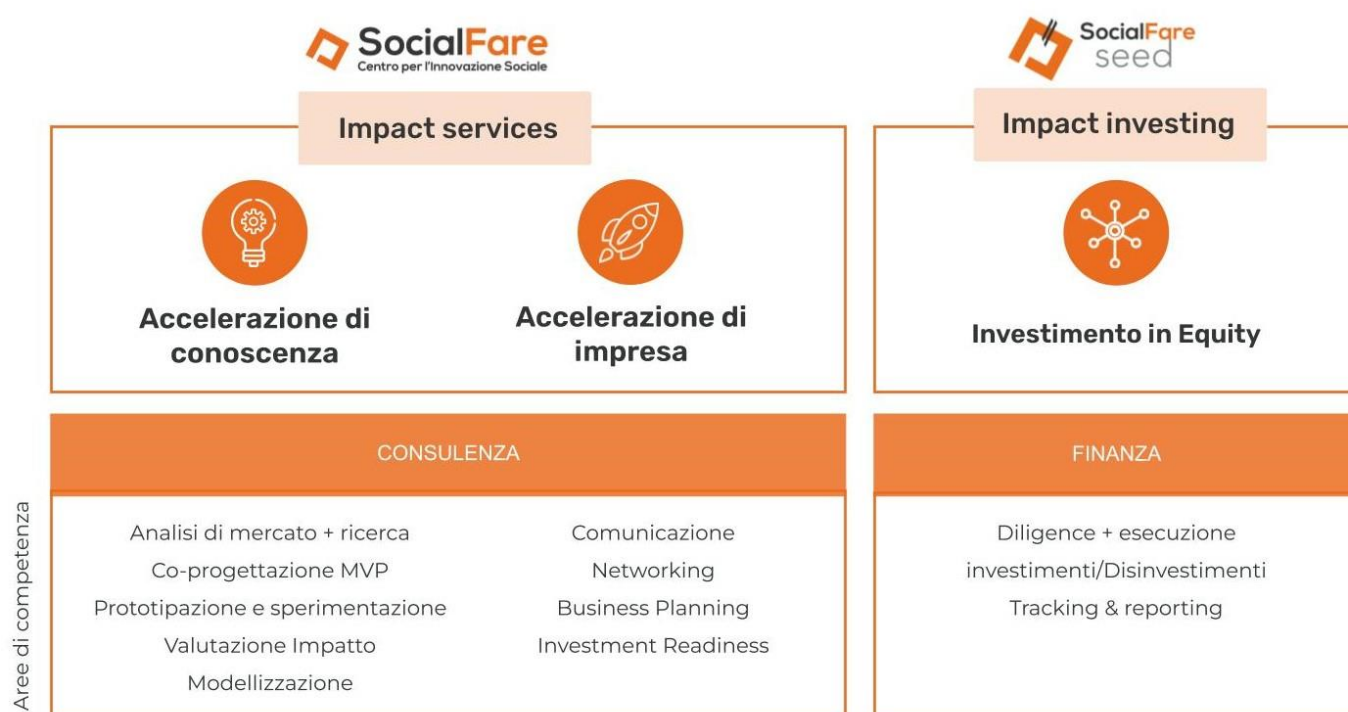 SocialFare
Centro per l'Innovazione Sociale
Impact services
Accelerazione di
conoscenza
Accelerazione di
impresa
SocialFare
seed
Impact investing
Investimento in Equity
Aree di competenza
CONSULENZA
Analisi di mercato + ricerca
Co-progettazione MVP
Prototipazione e sperimentazione
Valutazione Impatto
Modellizzazione
Comunicazione
Networking
Business Planning
Investment Readiness
FINANZA
Diligence + esecuzione
investimenti/Disinvestimenti
Tracking & reporting